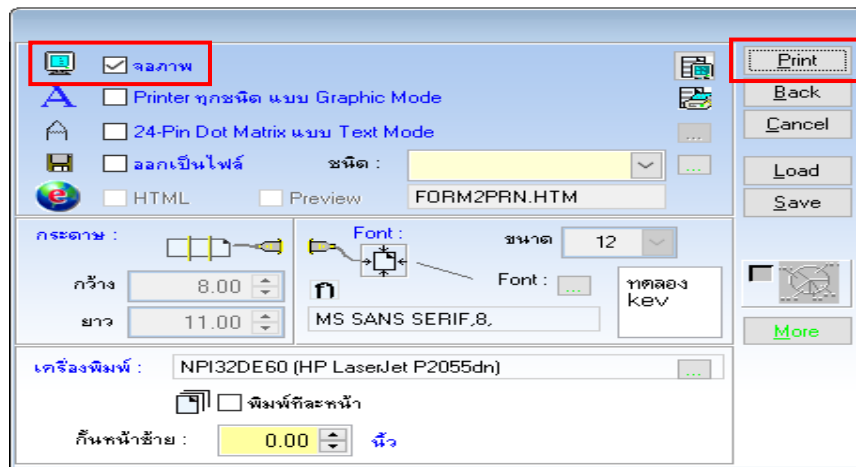 จอภาพ
Print
Printer ทุกชนิด แบบ Graphic Mode
Back
24-Pin Dot Matrix แบบ Text Mode
...
Cancel
ออกเป็นไฟล์ ชนิด :
...
Load
HTML Preview FORM2PRN.HTM
Save
กระดาษ : Font : ขนาด 12
กว้าง 8.00 ก Font : ... ทดลอง
kev
ยาว 11.00 MS SANS SERIF,8,
More
เครื่องพิมพ์ : NPI32DE60 (HP LaserJet P2055dn) ...
พิมพ์ทีละหน้า
กั้นหน้าซ้าย : 0.00 นิ้ว